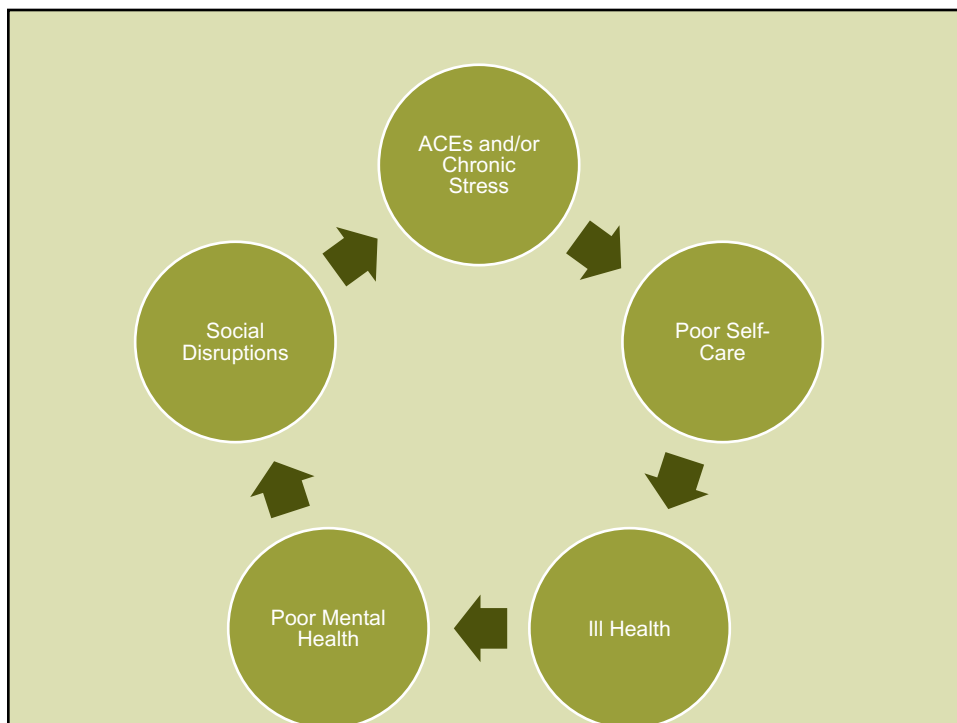 ACEs and/or
Chronic
Stress
Poor Self-
Care
Ill Health
Poor Mental
Health
Social
Disruptions